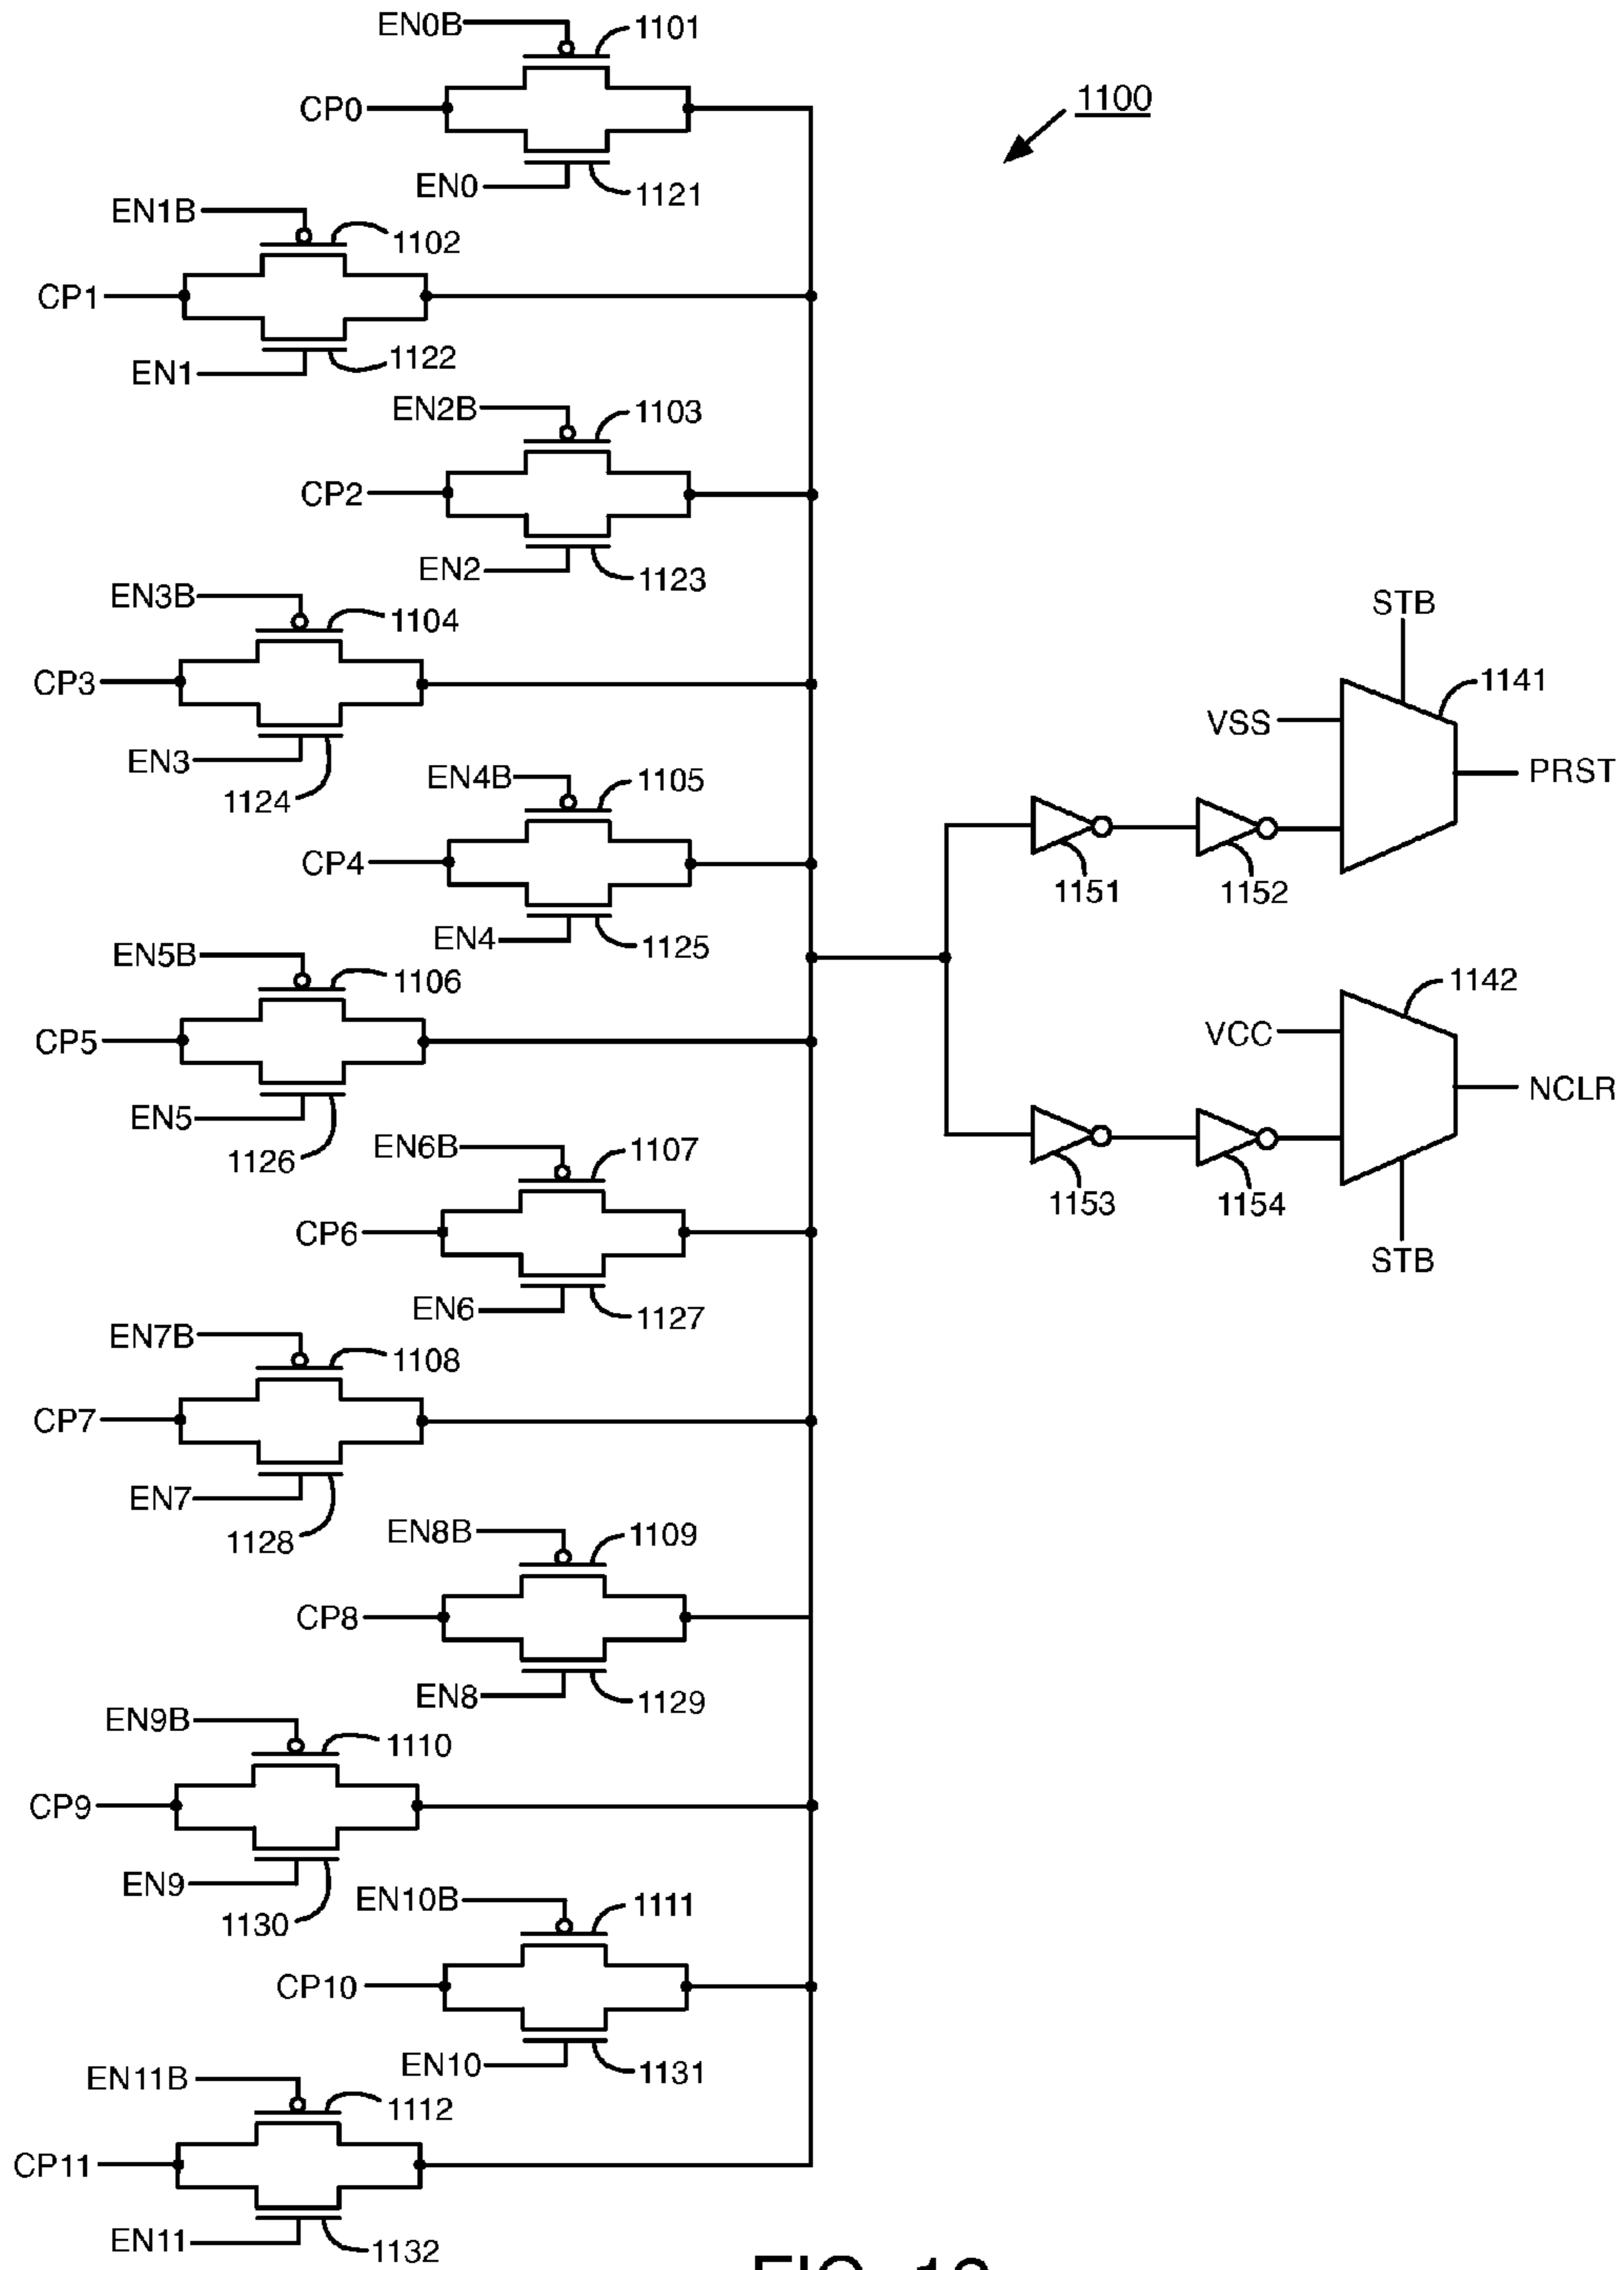 EN0B
1101
CP0
1100
EN0
1121
EN1B
1102
CP1
1122
EN1
EN2B
1103
CP2
EN2
1123
EN3B
1104
STB
CP3
1141
VSS
EN3
1124
PRST
EN4B
1105
CP4
1151
1152
EN4
1125
EN5B
1106
1142
CP5
VCC
NCLR
EN5
1126
EN6B
1107
1153
1154
CP6
STB
EN6
1127
EN7B
1108
CP7
EN7
1128
EN8B
1109
CP8
EN8
1129
EN9B
1110
CP9
EN9
1130
EN10B
1111
CP10
EN10
1131
EN11B
1112
CP11
EN11
1132